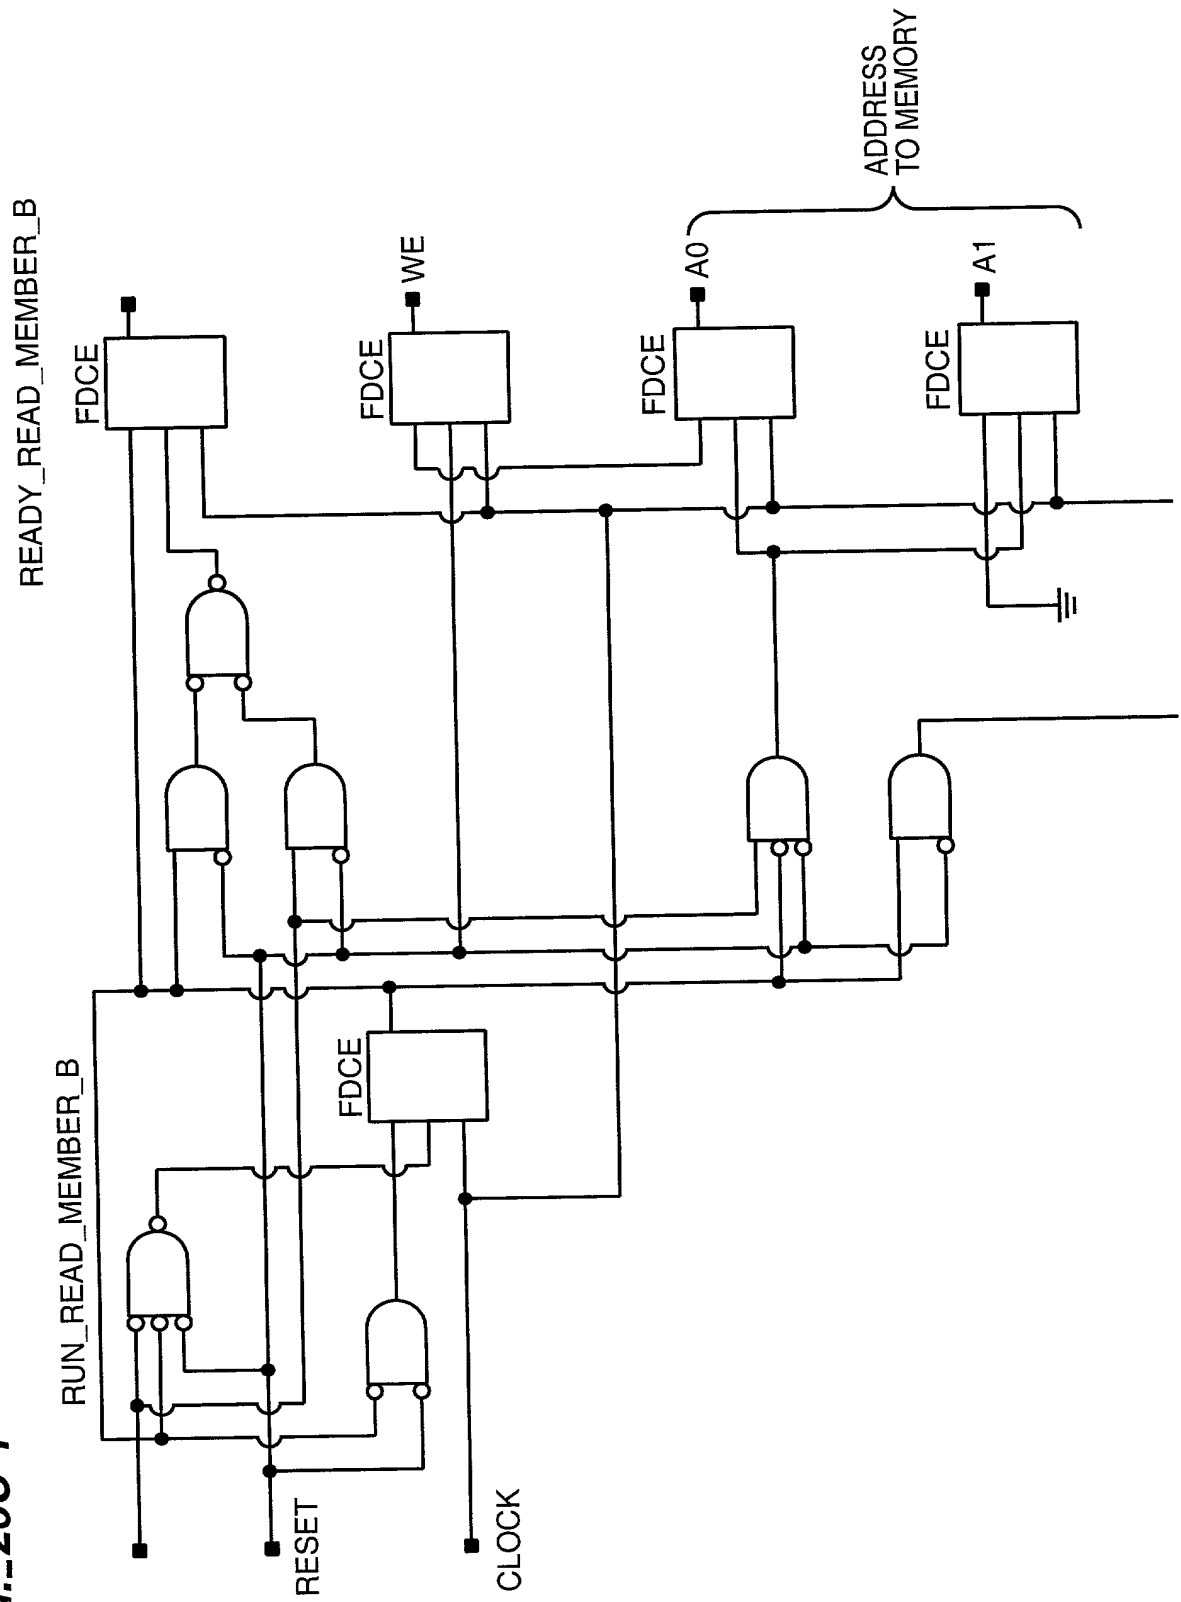 READY_READ_MEMBER_B
FDCE
FDCE
WE
FDCE
A0
FDCE
A1
ADDRESS
TO MEMORY
RUN_READ_MEMBER_B
FDCE
RESET
CLOCK